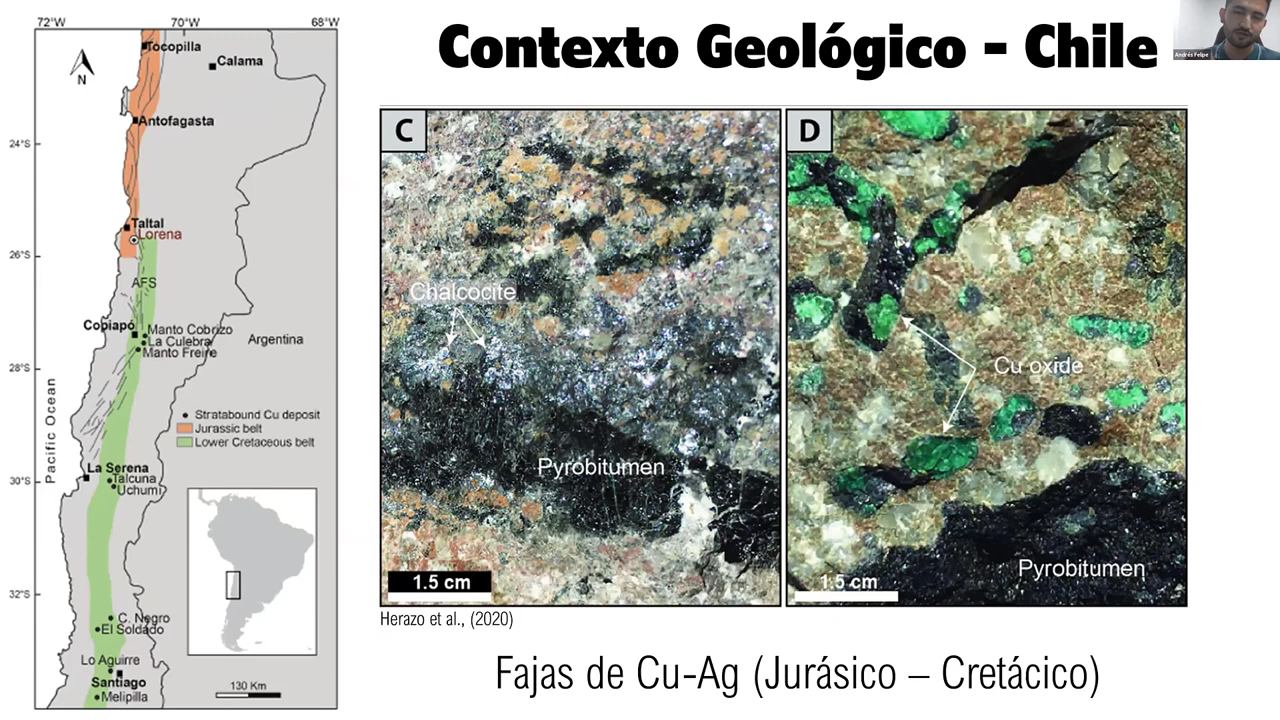 Contexto Geológico - Chile
Andrés Felipe
72°W 70°W 68°W
N
Tocopilla
Calama
Antofagasta
24°S
Taltal
Lorena
26°S
AFS
Copiapó
Manto Cobrizo
La Culebra
Manto Freire
Argentina
28°S
Pacific Ocean
Stratabound Cu deposit
Jurassic belt
Lower Cretaceous belt
La Serena
Talcuna
Uchumi
30°S
32°S
C. Negro
El Soldado
Lo Aguirre
Santiago
Melipilla
130 Km
C
Chalcocite
Pyrobitumen
1.5 cm
D
Cu oxide
Pyrobitumen
1.5 cm
Herazo et al., (2020)
Fajas de Cu-Ag (Jurásico – Cretácico)